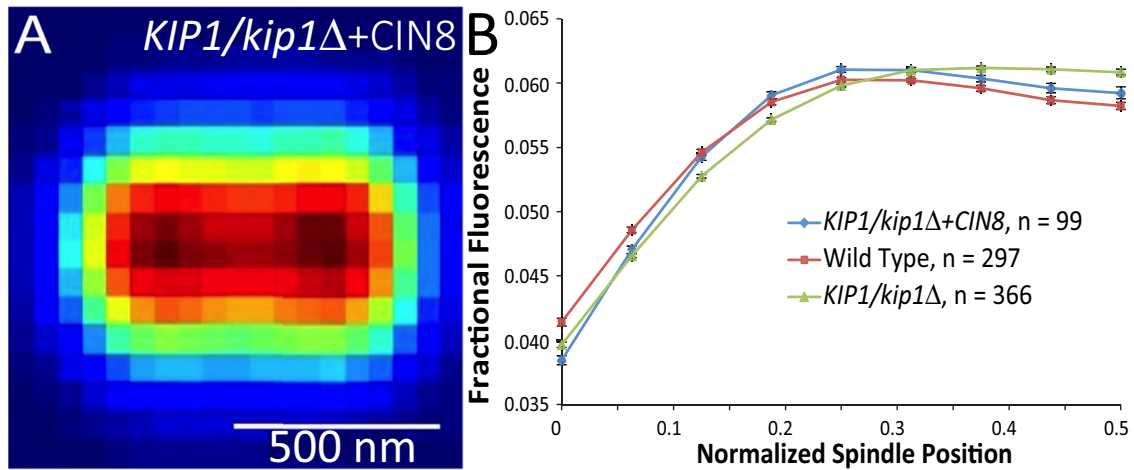 A
KIP1/kip1Δ+CIN8
500 nm
B
Fractional Fluorescence
0.065
0.060
0.055
0.050
0.045
0.040
0.035
KIP1/kip1Δ+CIN8, n = 99
Wild Type, n = 297
KIP1/kip1Δ, n = 366
0 0.1 0.2 0.3 0.4 0.5
Normalized Spindle Position